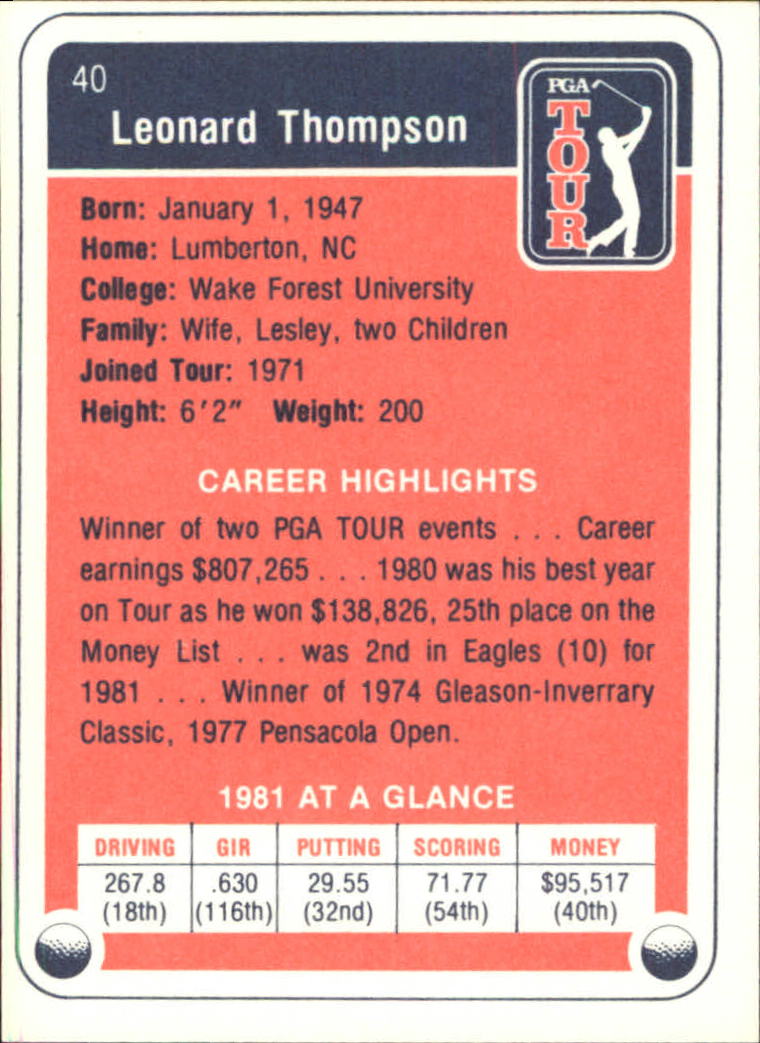 40
Leonard Thompson
PGA
TOUR
Born: January 1, 1947
Home: Lumberton, NC
College: Wake Forest University
Family: Wife, Lesley, two Children
Joined Tour: 1971
Height: 6'2" Weight: 200
CAREER HIGHLIGHTS
Winner of two PGA TOUR events . . . Career
earnings $807,265 . . . 1980 was his best year
on Tour as he won $138,826, 25th place on the
Money List . . . was 2nd in Eagles (10) for
1981 . . . Winner of 1974 Gleason-Inverrary
Classic, 1977 Pensacola Open.
1981 AT A GLANCE
DRIVING GIR PUTTING SCORING MONEY
267.8 .630 29.55 71.77 $95,517
(18th) (116th) (32nd) (54th) (40th)